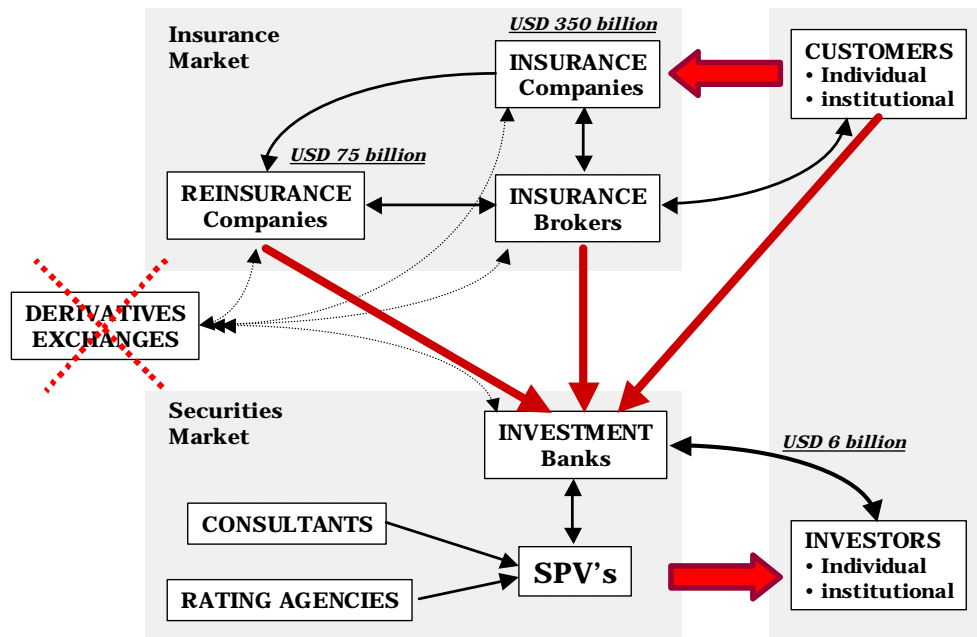 USD 350 billion
Insurance
Market
INSURANCE
Companies
CUSTOMERS
• Individual
• institutional
USD 75 billion
REINSURANCE
Companies
INSURANCE
Brokers
DERIVATIVES
EXCHANGES
Securities
Market
INVESTMENT
Banks
USD 6 billion
CONSULTANTS
SPV's
INVESTORS
• Individual
• institutional
RATING AGENCIES